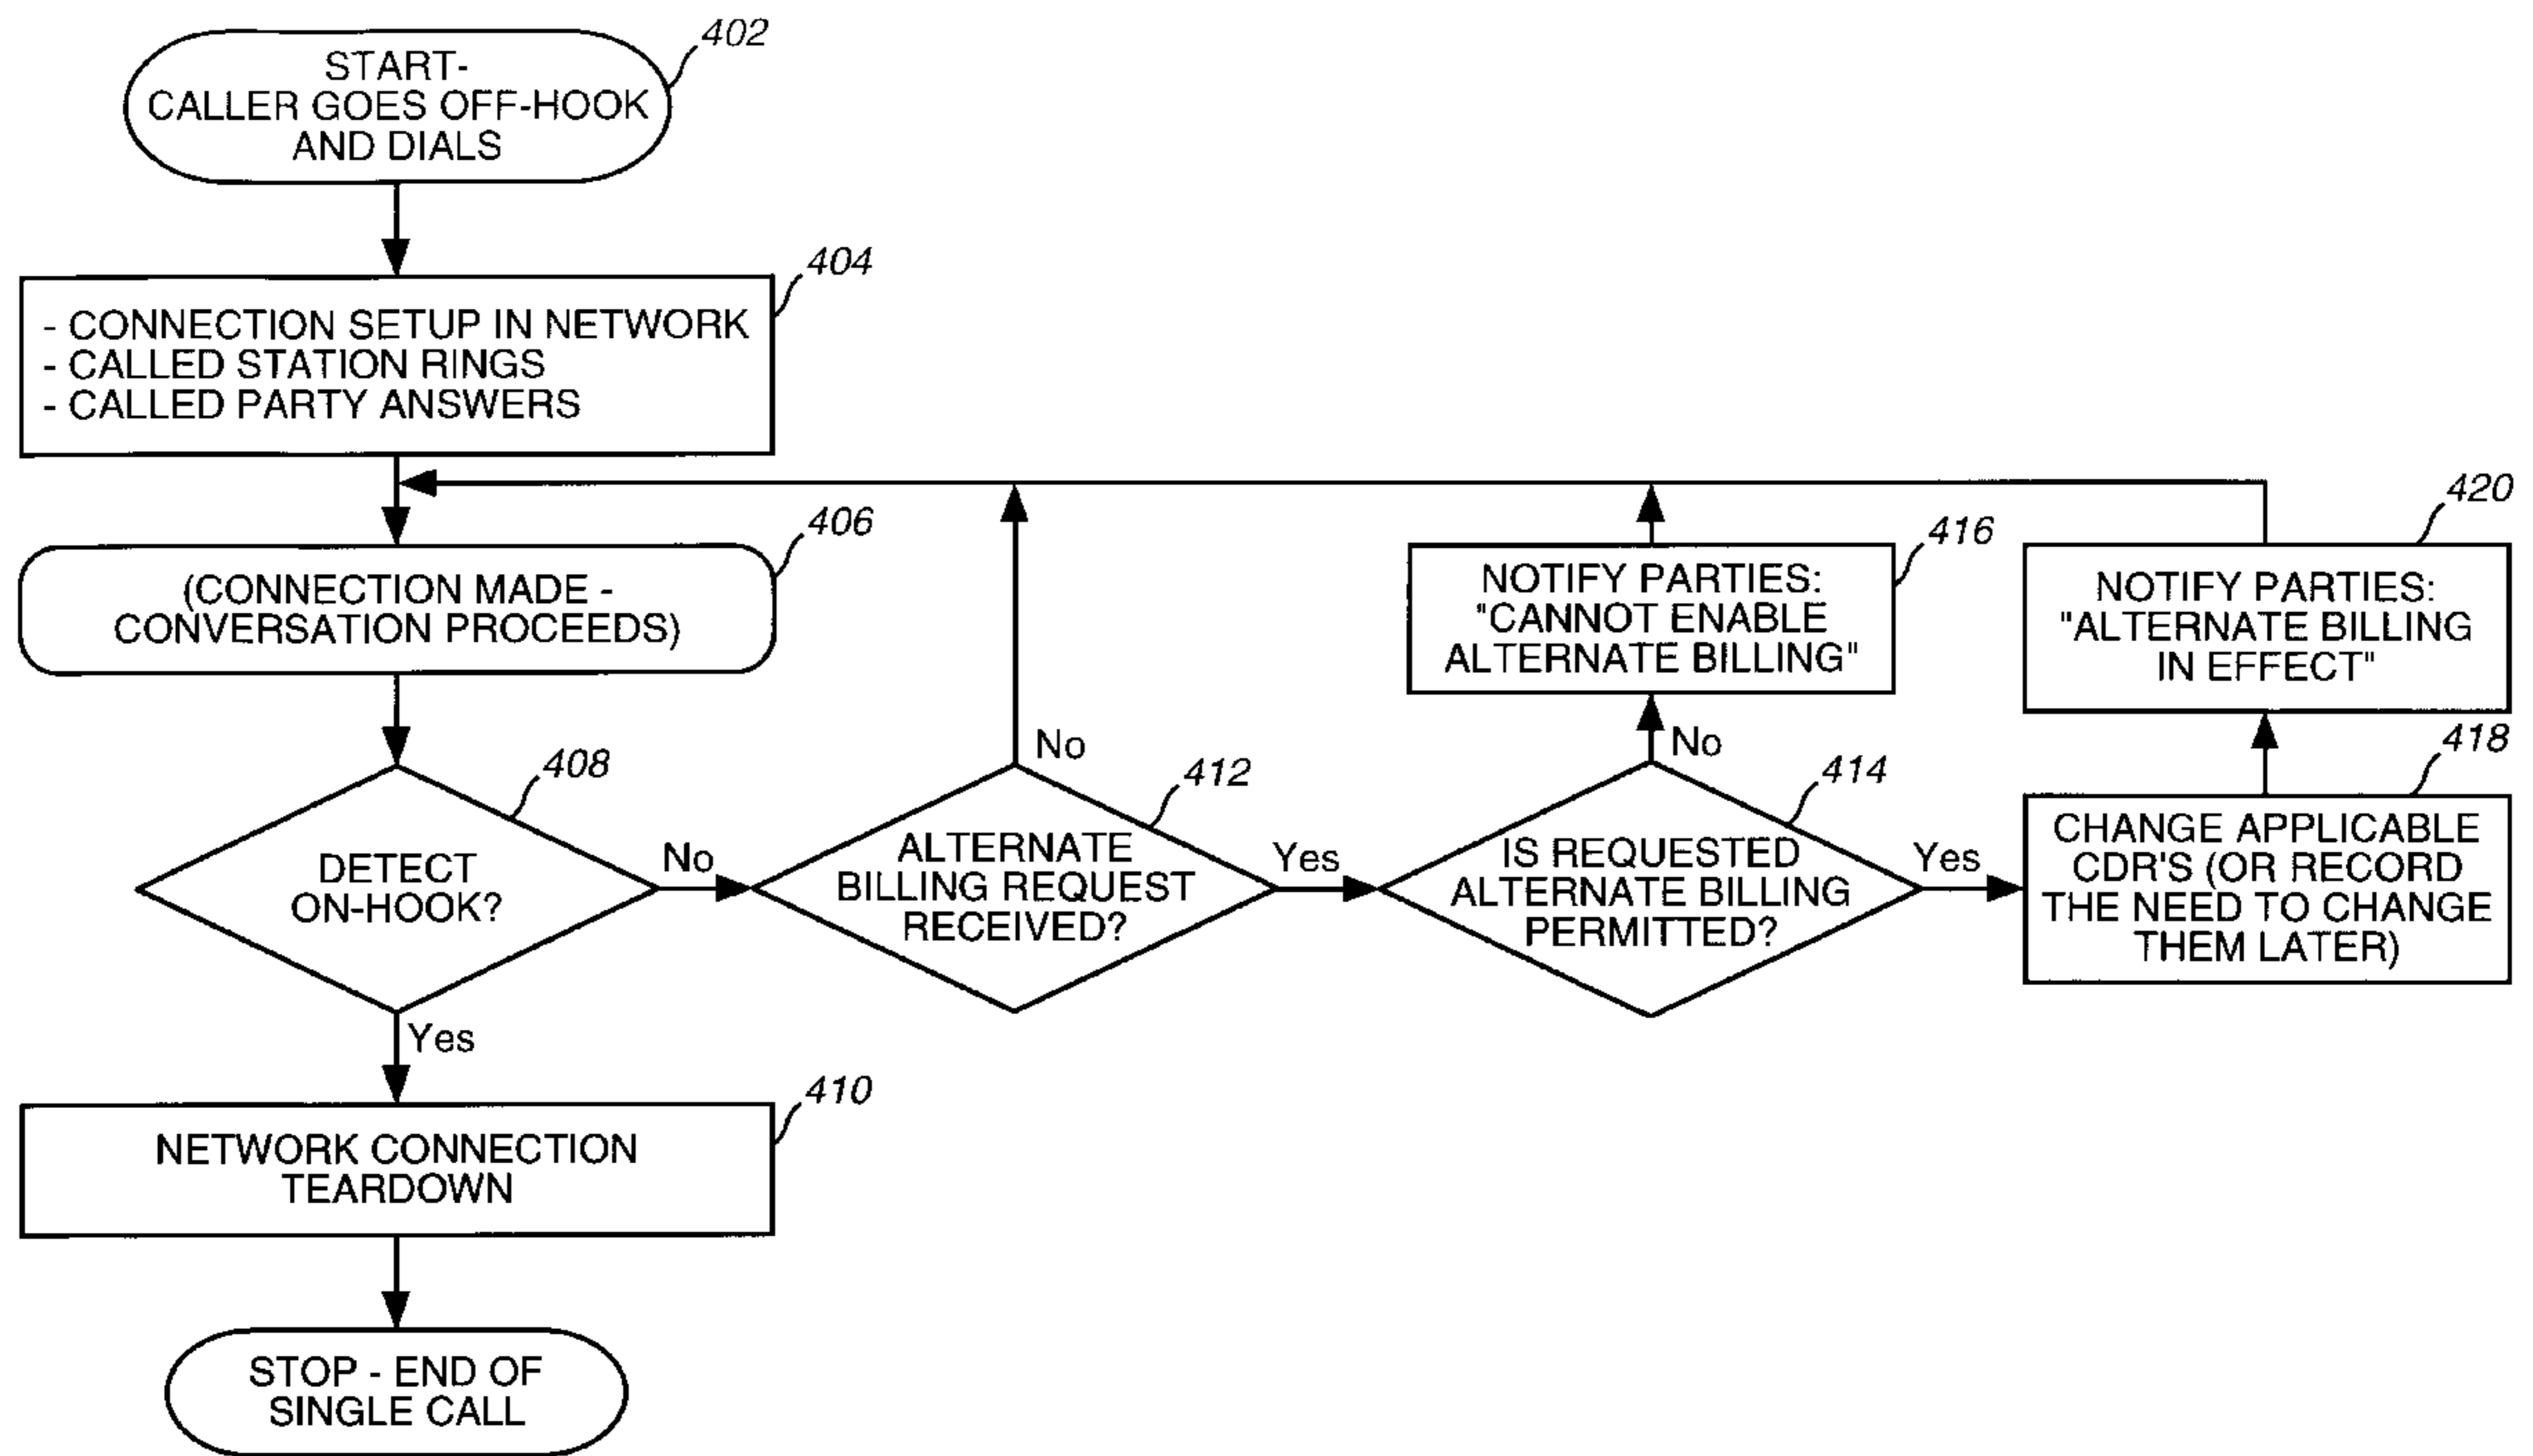 402
START-
CALLER GOES OFF-HOOK
AND DIALS
404
- CONNECTION SETUP IN NETWORK
- CALLED STATION RINGS
- CALLED PARTY ANSWERS
406
(CONNECTION MADE -
CONVERSATION PROCEEDS)
408
DETECT
ON-HOOK?
No
Yes
410
NETWORK CONNECTION
TEARDOWN
STOP - END OF
SINGLE CALL
412
ALTERNATE
BILLING REQUEST
RECEIVED?
No
Yes
414
IS REQUESTED
ALTERNATE BILLING
PERMITTED?
No
Yes
416
NOTIFY PARTIES:
"CANNOT ENABLE
ALTERNATE BILLING"
418
CHANGE APPLICABLE
CDR'S (OR RECORD
THE NEED TO CHANGE
THEM LATER)
420
NOTIFY PARTIES:
"ALTERNATE BILLING
IN EFFECT"